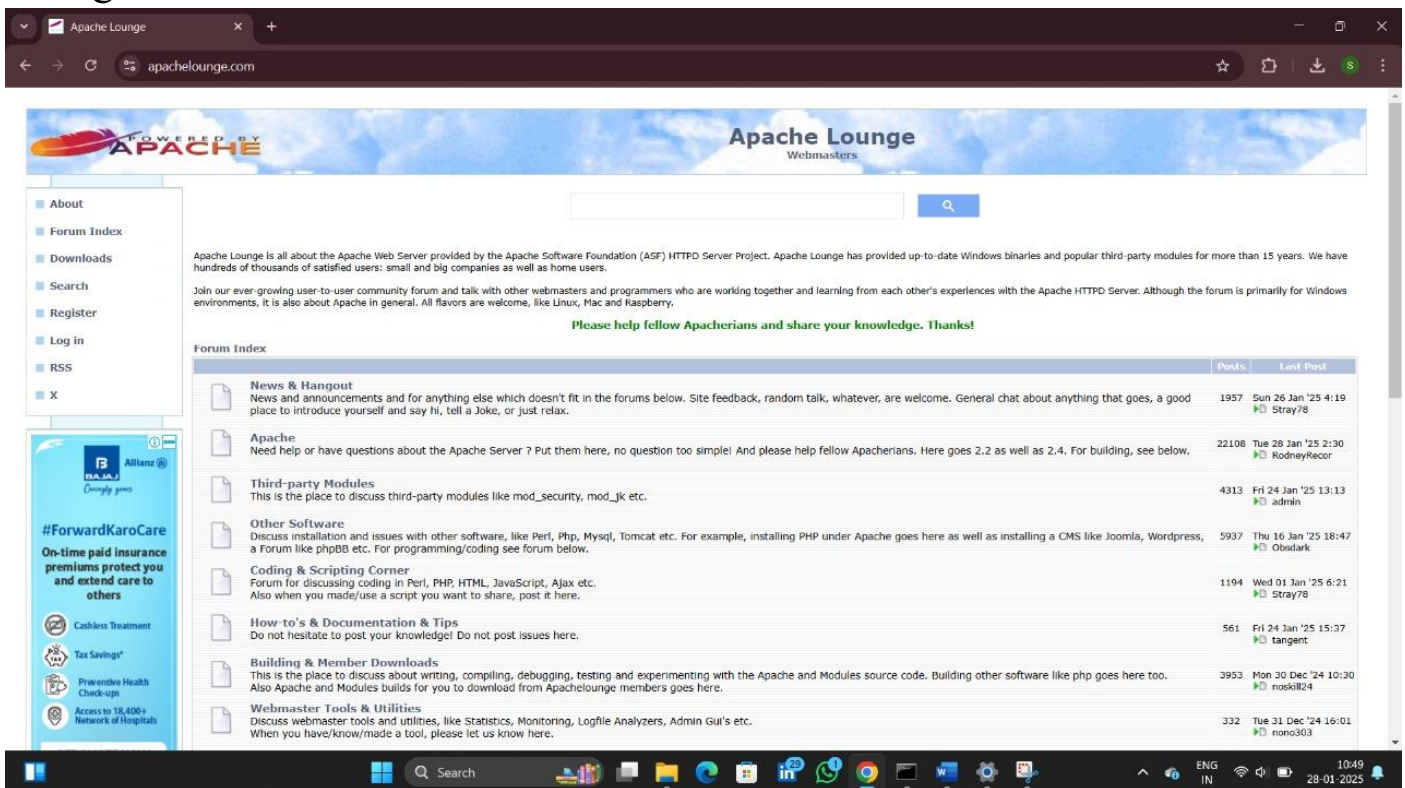 Apache Lounge
apachelounge.com
S
POWERED BY
APACHE
Apache Lounge
Webmasters
About
Forum Index
Downloads
Search
Register
Log in
RSS
X
Apache Lounge is all about the Apache Web Server provided by the Apache Software Foundation (ASF) HTTPD Server Project. Apache Lounge has provided up-to-date Windows binaries and popular third-party modules for more than 15 years. We have
hundreds of thousands of satisfied users: small and big companies as well as home users.
Join our ever-growing user-to-user community forum and talk with other webmasters and programmers who are working together and learning from each other's experiences with the Apache HTTPD Server. Although the forum is primarily for Windows
environments, it is also about Apache in general. All flavors are welcome, like Linux, Mac and Raspberry.
Please help fellow Apacherians and share your knowledge. Thanks!
Forum Index
Posts Last Post
News & Hangout
News and announcements and for anything else which doesn't fit in the forums below. Site feedback, random talk, whatever, are welcome. General chat about anything that goes, a good
place to introduce yourself and say hi, tell a Joke, or just relax.
1957 Sun 26 Jan '25 4:19
Stray78
Apache
Need help or have questions about the Apache Server ? Put them here, no question too simple! And please help fellow Apacherians. Here goes 2.2 as well as 2.4. For building, see below.
22108 Tue 28 Jan '25 2:30
RodneyRecor
Third-party Modules
This is the place to discuss third-party modules like mod_security, mod_jk etc.
4313 Fri 24 Jan '25 13:13
admin
Other Software
Discuss installation and issues with other software, like Perl, Php, Mysql, Tomcat etc. For example, installing PHP under Apache goes here as well as installing a CMS like Joomla, Wordpress,
a Forum like phpBB etc. For programming/coding see forum below.
5937 Thu 16 Jan '25 18:47
Obsdark
Coding & Scripting Corner
Forum for discussing coding in Perl, PHP, HTML, JavaScript, Ajax etc.
Also when you made/use a script you want to share, post it here.
1194 Wed 01 Jan '25 6:21
Stray78
How-to's & Documentation & Tips
Do not hesitate to post your knowledge! Do not post issues here.
561 Fri 24 Jan '25 15:37
tangent
Building & Member Downloads
This is the place to discuss about writing, compiling, debugging, testing and experimenting with the Apache and Modules source code. Building other software like php goes here too.
Also Apache and Modules builds for you to download from Apachelounge members goes here.
3953 Mon 30 Dec '24 10:30
noskill24
Webmaster Tools & Utilities
Discuss webmaster tools and utilities, like Statistics, Monitoring, Logfile Analyzers, Admin Gui's etc.
When you have/know/made a tool, please let us know here.
332 Tue 31 Dec '24 16:01
nono303
B
BAJAJ
Allianz
Caringly yours
#ForwardKaroCare
On-time paid insurance
premiums protect you
and extend care to
others
Cashless Treatment
TAX
Tax Savings*
Preventive Health
Check-ups
Access to 18,400+
Network of Hospitals
Search
29
1
ENG
IN
10:49
28-01-2025